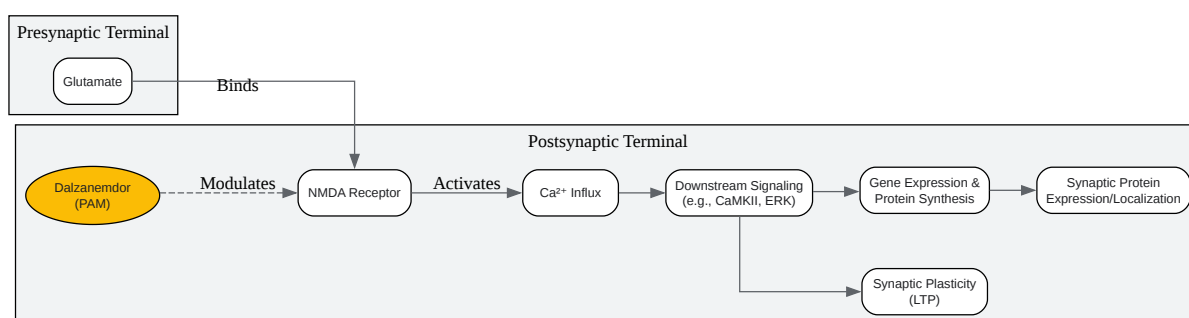 Presynaptic Terminal
Glutamate
Binds
Postsynaptic Terminal
Dalzanemdor
(PAM)
Modulates
NMDA Receptor
Activates
Ca²⁺ Influx
Downstream Signaling
(e.g., CaMKII, ERK)
Gene Expression &
Protein Synthesis
Synaptic Protein
Expression/Localization
Synaptic Plasticity
(LTP)